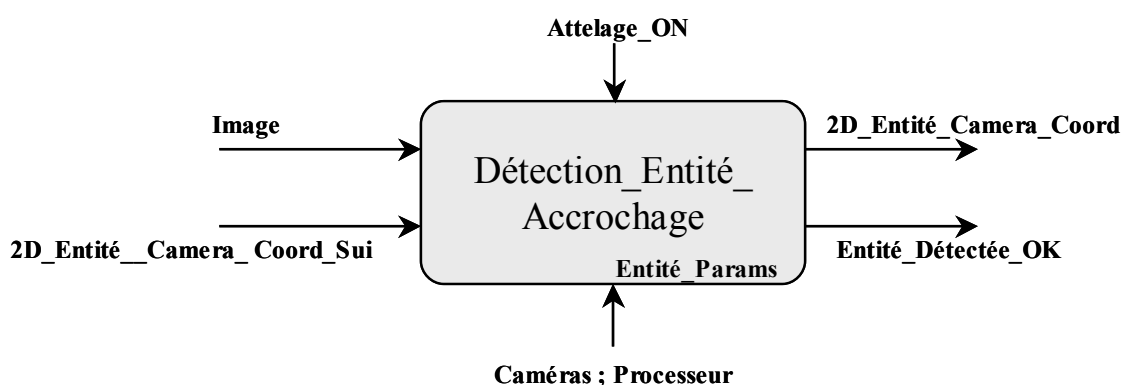 Attelage_ON
Image
2D_Entité_Camera_Coord
Détection_Entité_
Accrochage
2D_Entité__Camera_ Coord_Sui
Entité_Détectée_OK
Entité_Params
Caméras ; Processeur